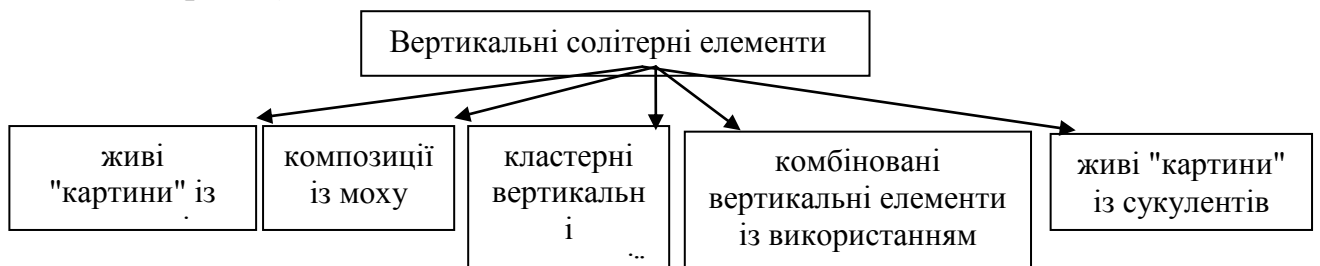 Вертикальні солітерні елементи
живі
"картини" із
композиції
із моху
кластерні
вертикальн
і
комбіновані
вертикальні елементи
із використанням
живі "картини"
із сукулентів